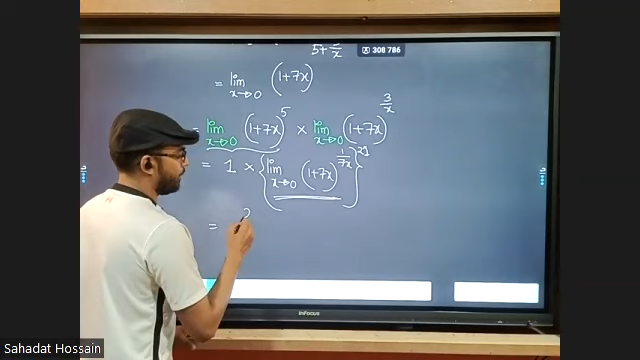 5+3/x
308 786
= lim x→0 (1+7x)
= lim x→0 (1+7x)^5 × lim x→0 (1+7x)^(3/x)
= 1 × { lim x→0 (1+7x)^(1/7x) }^21
=
InFocus
Sahadat Hossain